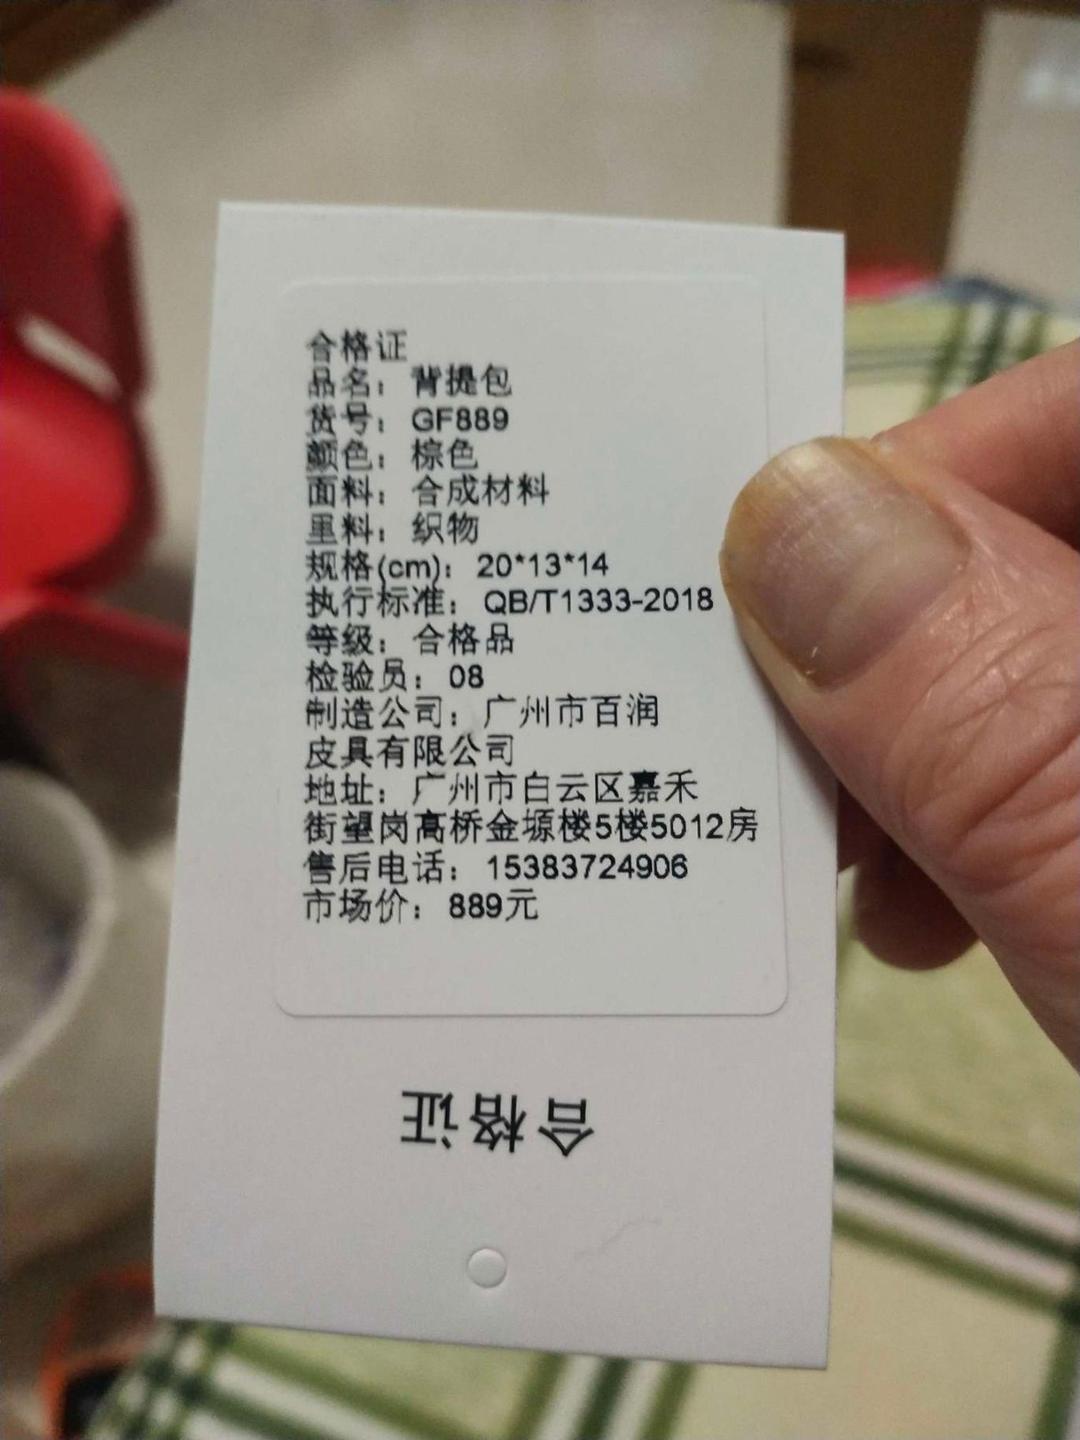 合格证
品名：背提包
货号：GF889
颜色：棕色
面料：合成材料
里料：织物
规格(cm)：20*13*14
执行标准：QB/T1333-2018
等级：合格品
检验员：08
制造公司：广州市百润
皮具有限公司
地址：广州市白云区嘉禾
街望岗高桥金塬楼5楼5012房
售后电话：15383724906
市场价：889元
合格证